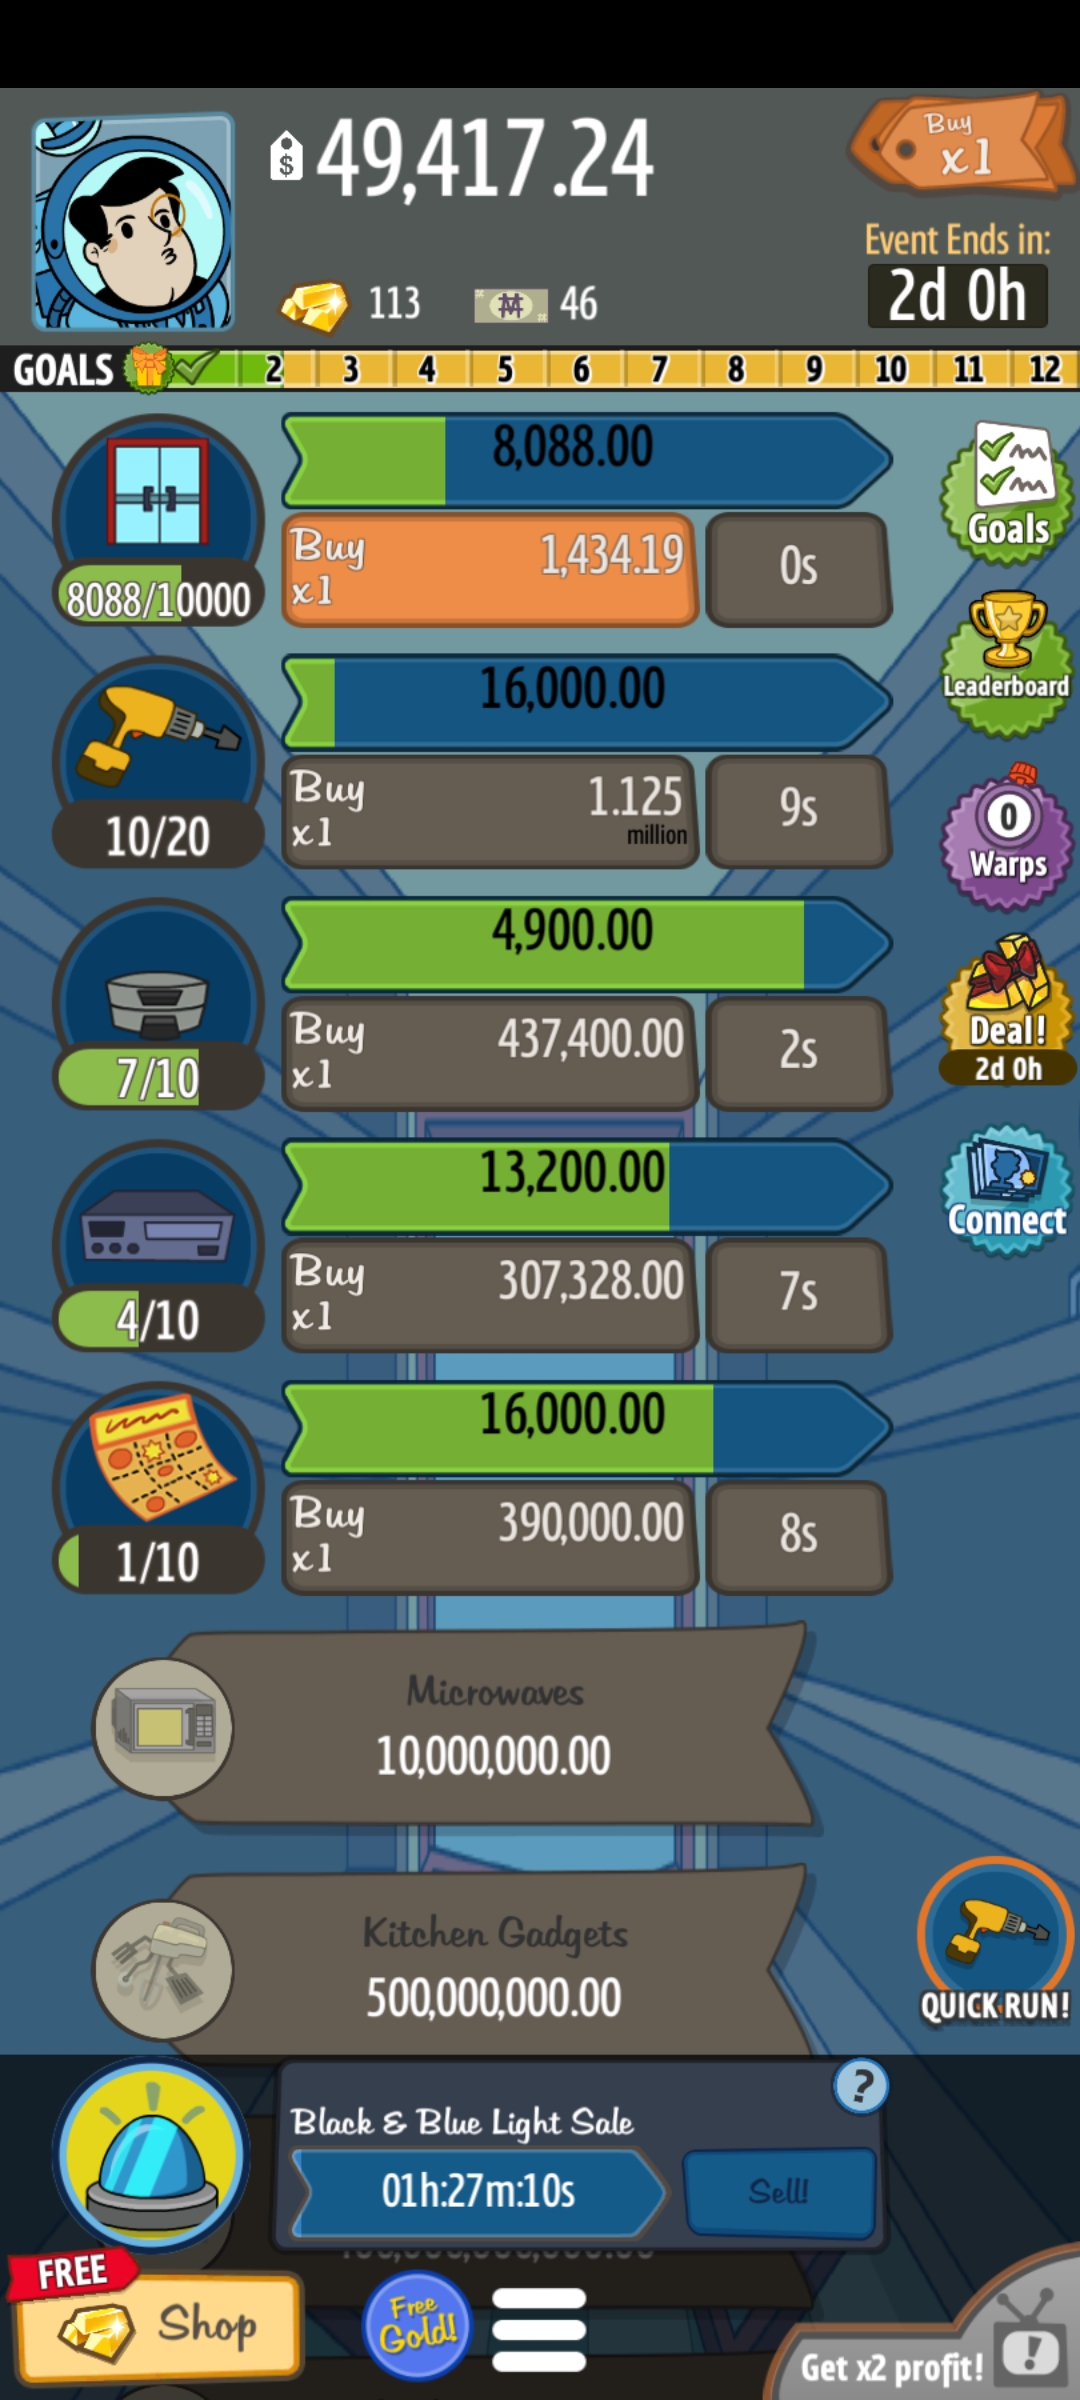 $ 49,417.24
Buy
x1
Event Ends in:
2d 0h
113
46
GOALS 2 3 4 5 6 7 8 9 10 11 12
8,088.00
Buy
x1
1,434.19
0s
8088/10000
Goals
16,000.00
Leaderboard
Buy
x1
1.125
million
9s
10/20
0
Warps
4,900.00
Buy
x1
437,400.00
2s
7/10
Deal!
2d 0h
13,200.00
Connect
Buy
x1
307,328.00
7s
4/10
16,000.00
Buy
x1
390,000.00
8s
1/10
Microwaves
10,000,000.00
Kitchen Gadgets
500,000,000.00
QUICK RUN!
?
Black & Blue Light Sale
01h:27m:10s
Sell!
FREE
Shop
Free
Gold!
Get x2 profit!